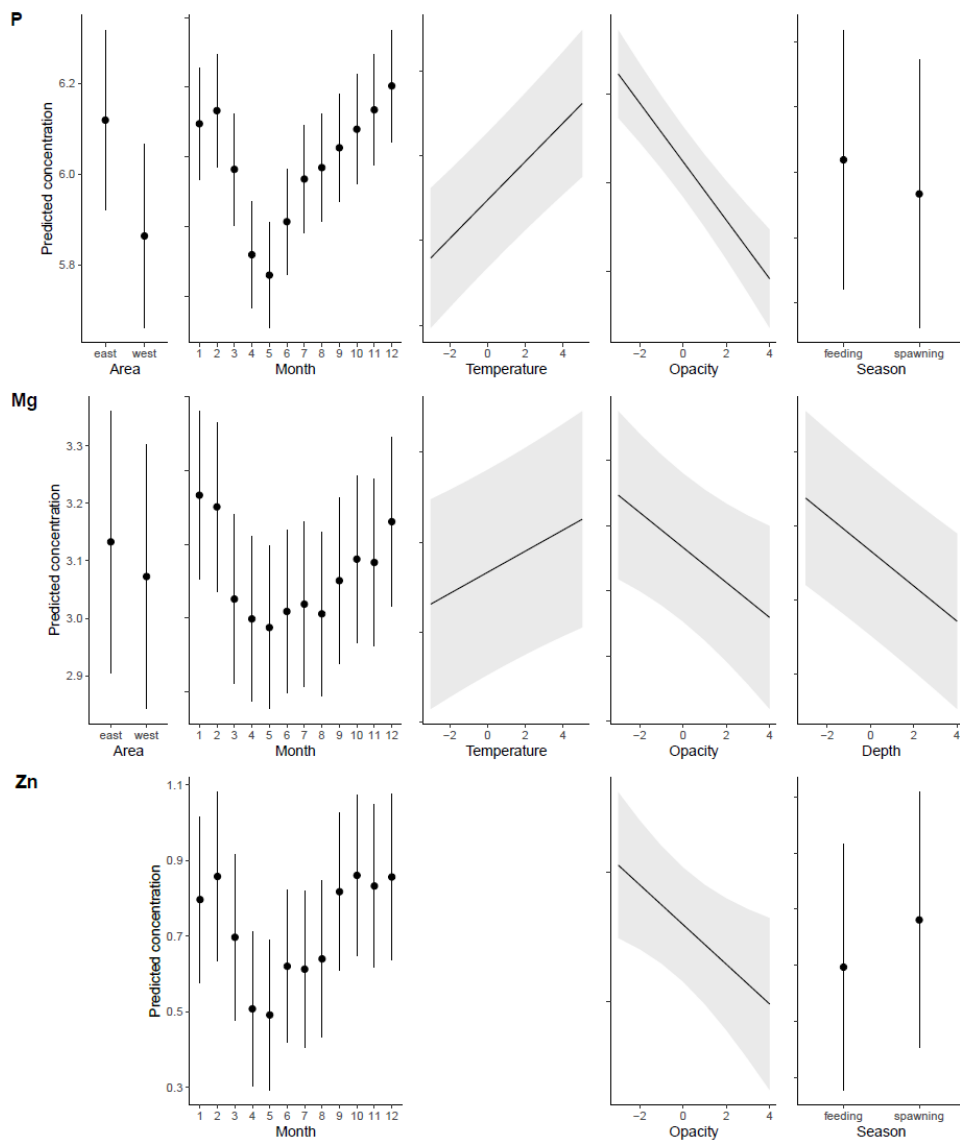 P
Predicted concentration
6.2
6.0
5.8
east west
Area
1 2 3 4 5 6 7 8 9 10 11 12
Month
−2 0 2 4
Temperature
−2 0 2 4
Opacity
feeding spawning
Season
Mg
Predicted concentration
3.3
3.2
3.1
3.0
2.9
east west
Area
1 2 3 4 5 6 7 8 9 10 11 12
Month
−2 0 2 4
Temperature
−2 0 2 4
Opacity
−2 0 2 4
Depth
Zn
Predicted concentration
1.1
0.9
0.7
0.5
0.3
1 2 3 4 5 6 7 8 9 10 11 12
Month
−2 0 2 4
Opacity
feeding spawning
Season